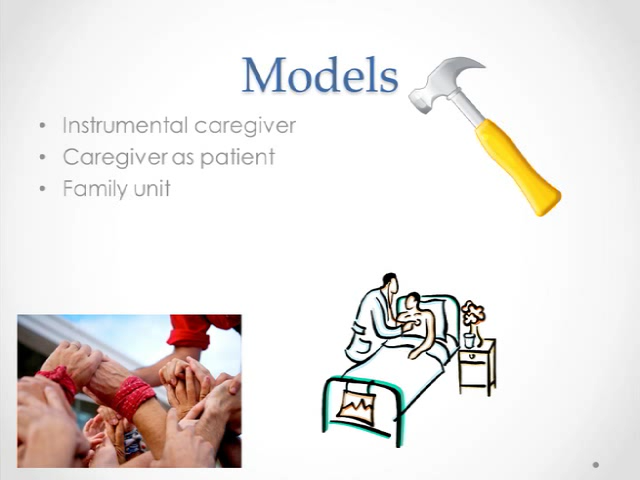 Models
• Instrumental caregiver
• Caregiver as patient
• Family unit